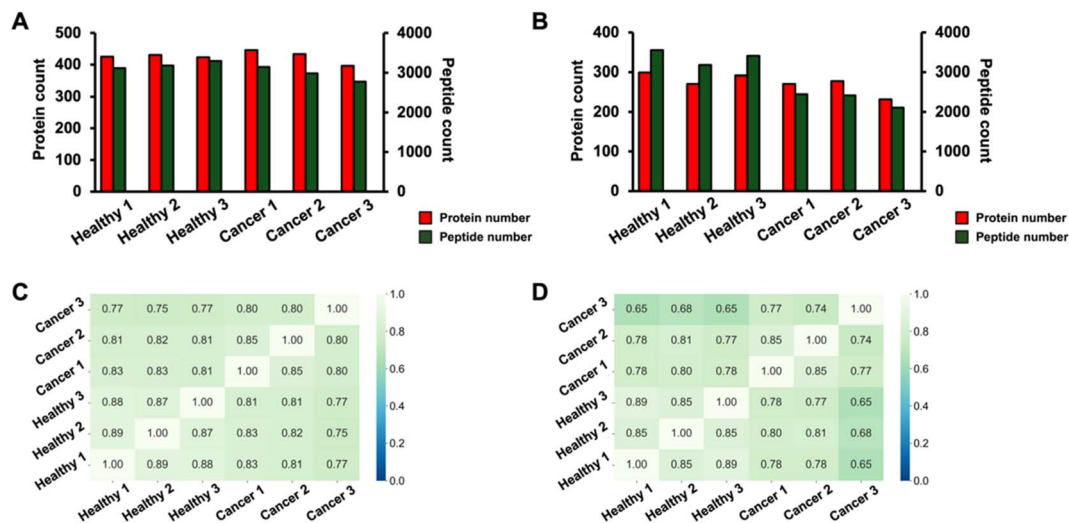 A
500
400
300
200
100
0
Protein count
4000
3000
2000
1000
0
Peptide count
Healthy 1
Healthy 2
Healthy 3
Cancer 1
Cancer 2
Cancer 3
Protein number
Peptide number
B
400
300
200
100
0
Protein count
4000
3000
2000
1000
0
Peptide count
Healthy 1
Healthy 2
Healthy 3
Cancer 1
Cancer 2
Cancer 3
Protein number
Peptide number
C
Cancer 3 0.77 0.75 0.77 0.80 0.80 1.00
Cancer 2 0.81 0.82 0.81 0.85 1.00 0.80
Cancer 1 0.83 0.83 0.81 1.00 0.85 0.80
Healthy 3 0.88 0.87 1.00 0.81 0.81 0.77
Healthy 2 0.89 1.00 0.87 0.83 0.82 0.75
Healthy 1 1.00 0.89 0.88 0.83 0.81 0.77
Healthy 1
Healthy 2
Healthy 3
Cancer 1
Cancer 2
Cancer 3
1.0
0.8
0.6
0.4
0.2
0.0
D
Cancer 3 0.65 0.68 0.65 0.77 0.74 1.00
Cancer 2 0.78 0.81 0.77 0.85 1.00 0.74
Cancer 1 0.78 0.80 0.78 1.00 0.85 0.77
Healthy 3 0.89 0.85 1.00 0.78 0.77 0.65
Healthy 2 0.85 1.00 0.85 0.80 0.81 0.68
Healthy 1 1.00 0.85 0.89 0.78 0.78 0.65
Healthy 1
Healthy 2
Healthy 3
Cancer 1
Cancer 2
Cancer 3
1.0
0.8
0.6
0.4
0.2
0.0